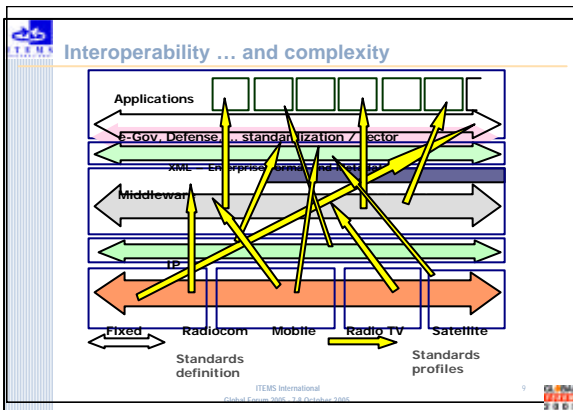 ITEMS
Interoperability ... and complexity
Applications
e-Gov, Defense, ... standardization / sector
XML – Enterprise
Middleware
IP
Fixed Radiocom Mobile Radio TV Satellite
Standards
definition
Standards
profiles
ITEMS International
Global Forum 2005 - 7-8 October 2005
9